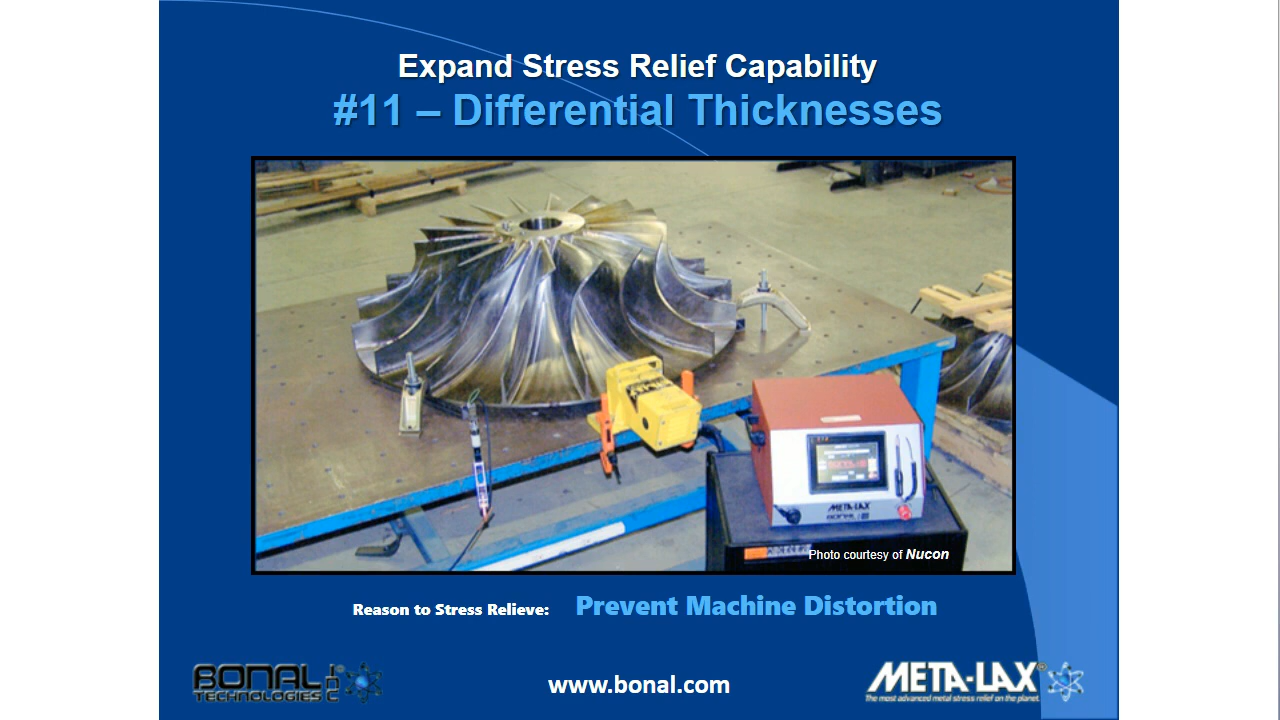 Expand Stress Relief Capability
#11 – Differential Thicknesses
META-LAX
BONAL
Photo courtesy of Nucon
Reason to Stress Relieve: Prevent Machine Distortion
BONAL INC
TECHNOLOGIES
www.bonal.com
META-LAX®
The most advanced metal stress relief on the planet.